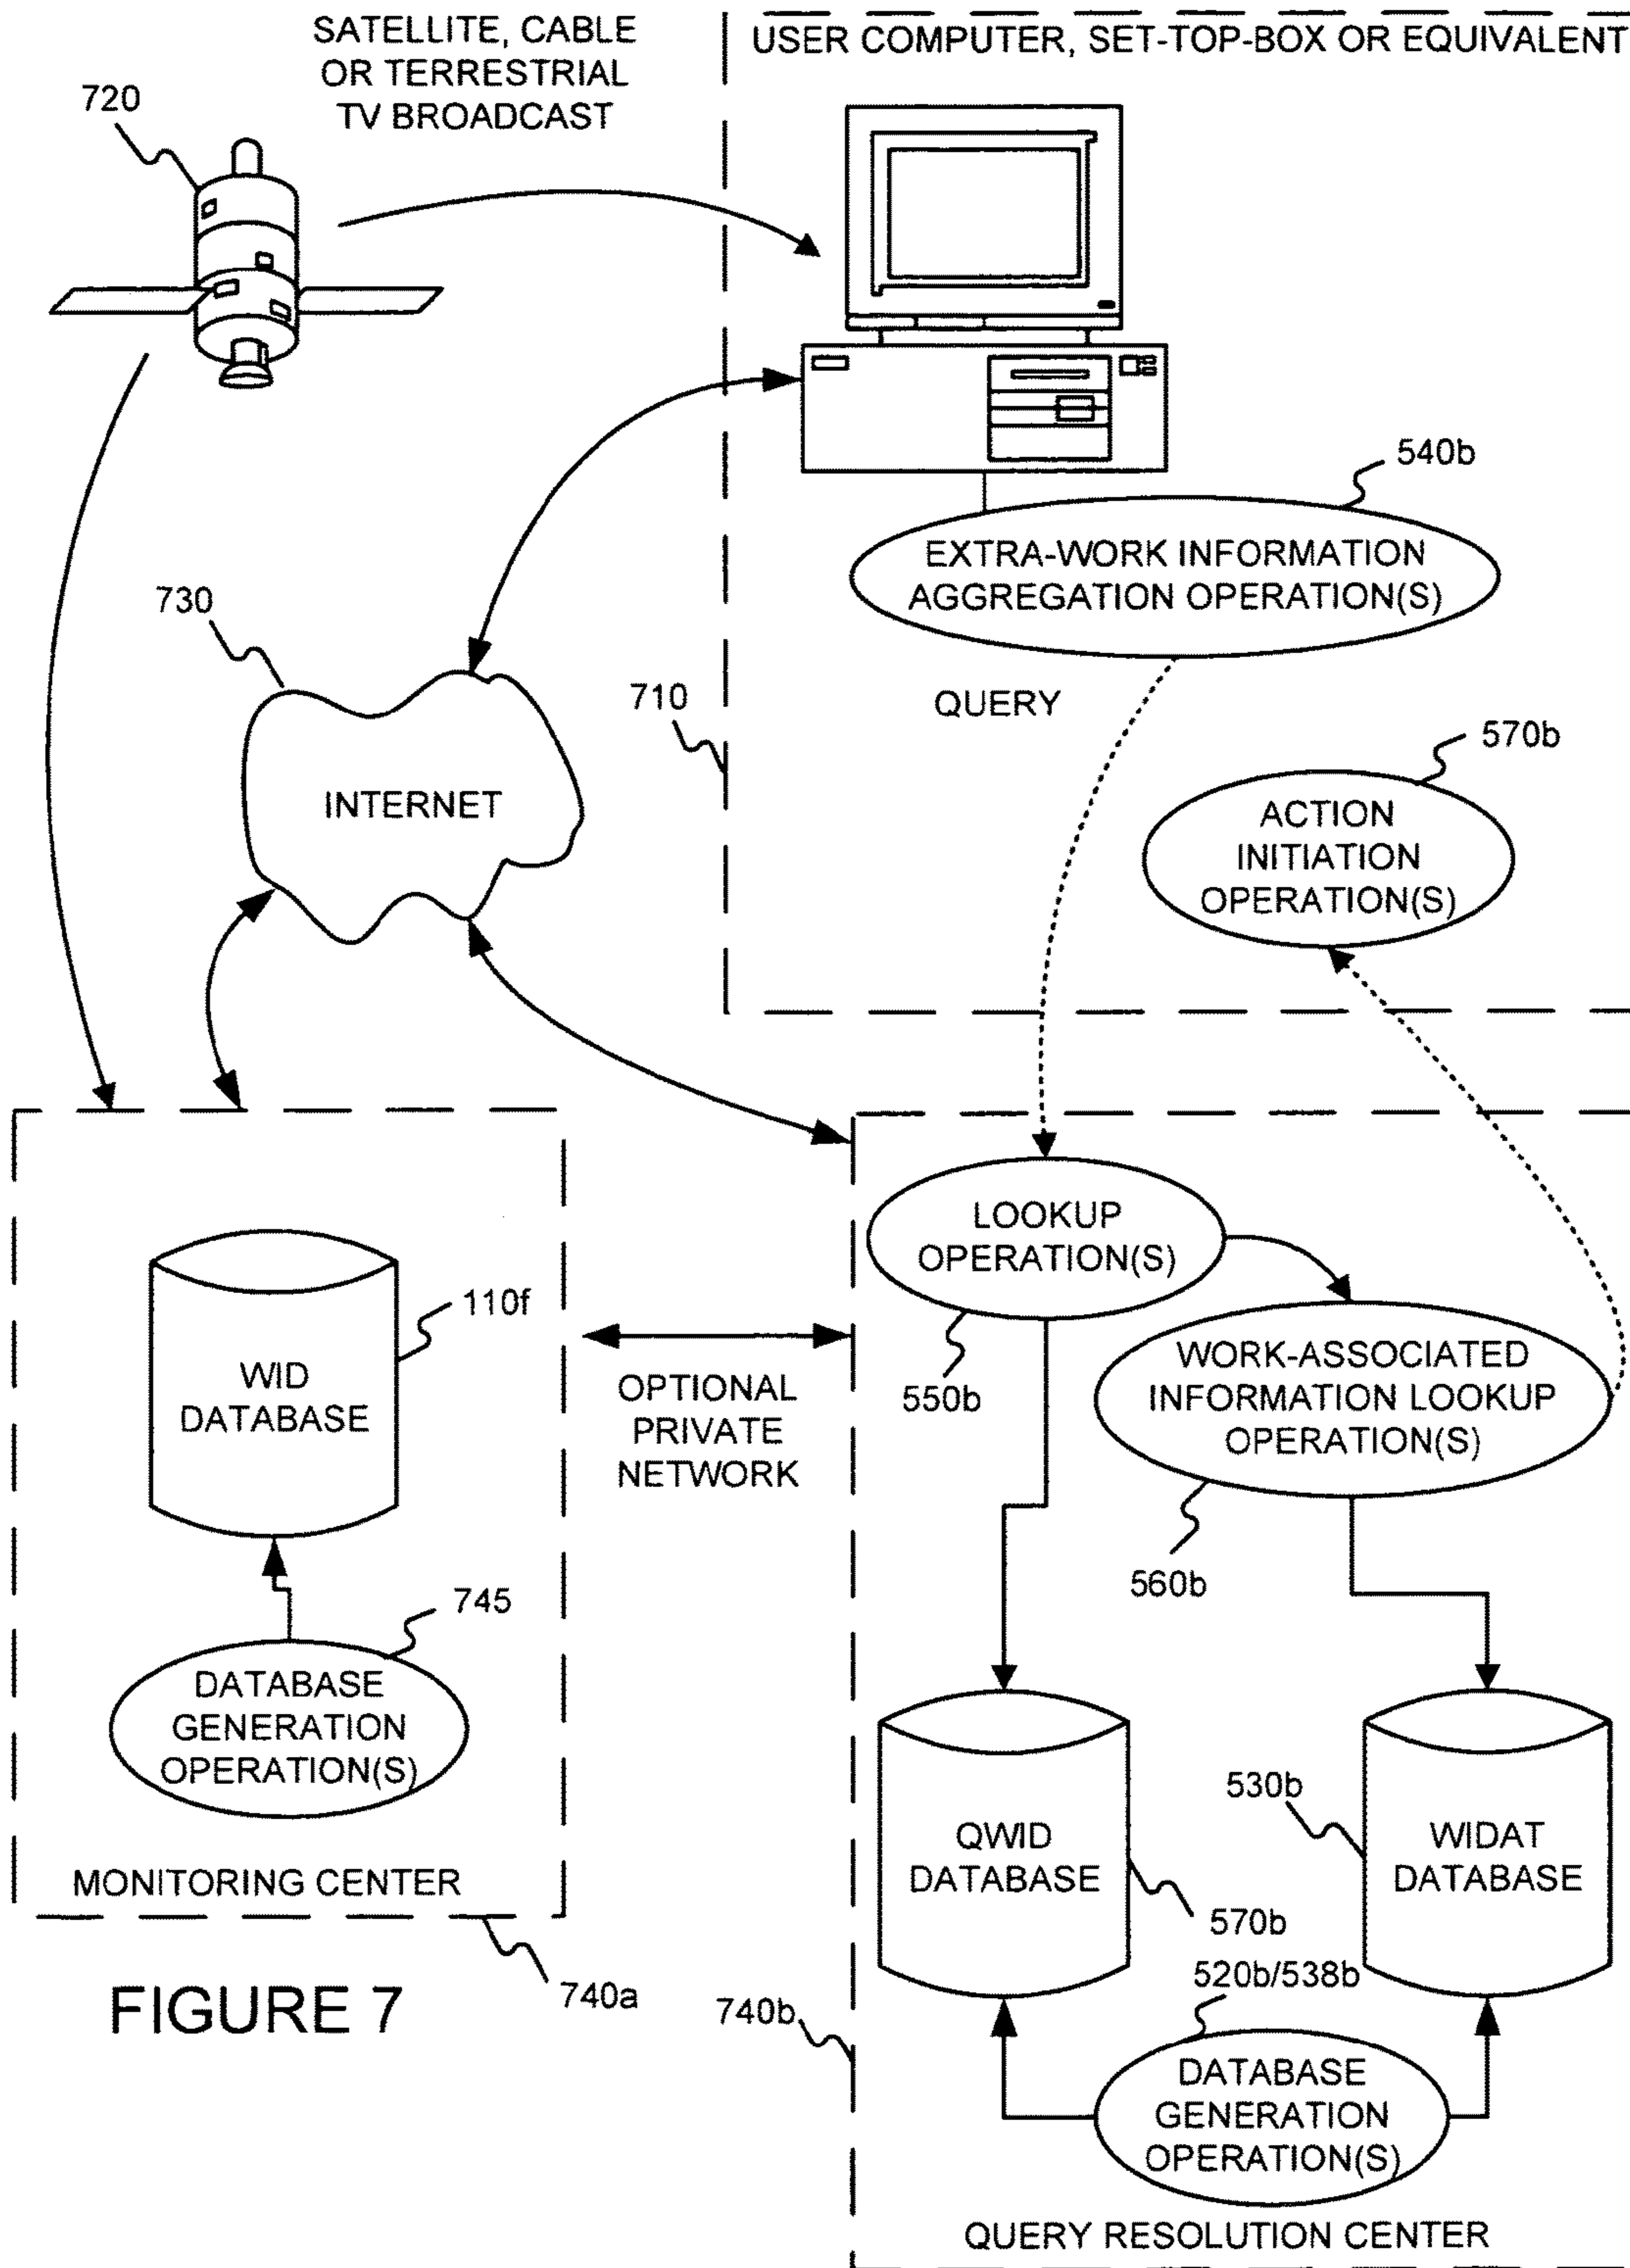 SATELLITE, CABLE
OR TERRESTRIAL
TV BROADCAST
720
USER COMPUTER, SET-TOP-BOX OR EQUIVALENT
540b
EXTRA-WORK INFORMATION
AGGREGATION OPERATION(S)
730
INTERNET
710
QUERY
570b
ACTION
INITIATION
OPERATION(S)
WID
DATABASE
110f
745
DATABASE
GENERATION
OPERATION(S)
MONITORING CENTER
740a
OPTIONAL
PRIVATE
NETWORK
LOOKUP
OPERATION(S)
550b
WORK-ASSOCIATED
INFORMATION LOOKUP
OPERATION(S)
560b
QWID
DATABASE
570b
530b
WIDAT
DATABASE
520b/538b
740b
DATABASE
GENERATION
OPERATION(S)
QUERY RESOLUTION CENTER
FIGURE 7